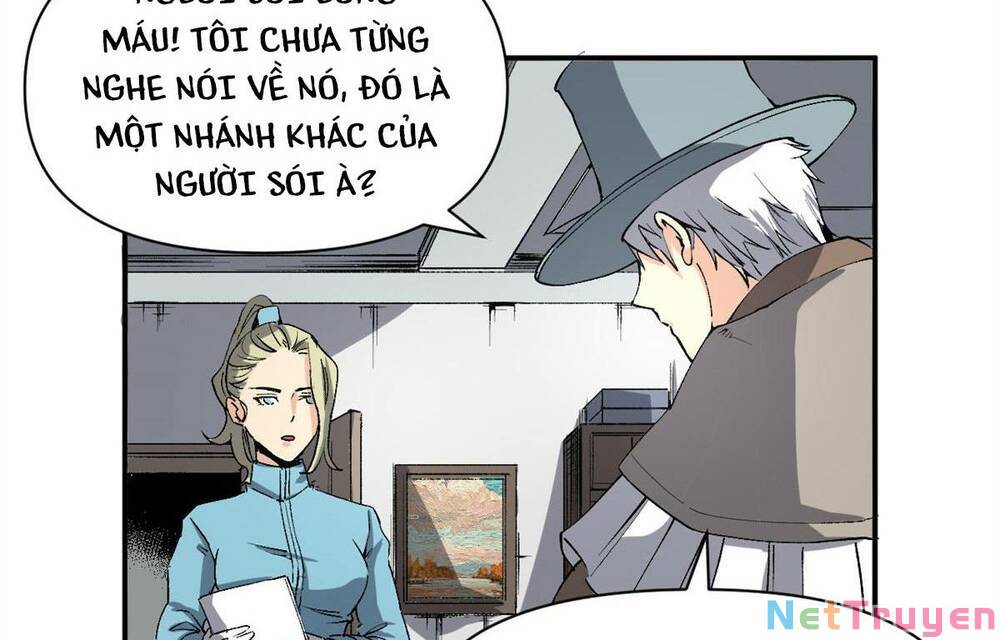 MÁU! TÔI CHƯA TỪNG
NGHE NÓI VỀ NÓ, ĐÓ LÀ
MỘT NHÁNH KHÁC CỦA
NGƯỜI SÓI À?
NetTruyen